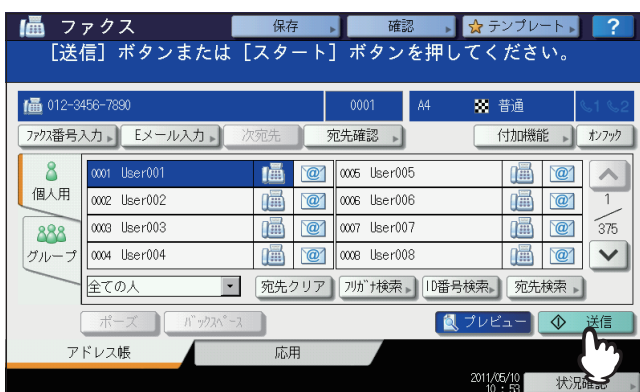 ファクス 保存 確認 テンプレート ?
[送信] ボタンまたは [スタート] ボタンを押してください。
012-3456-7890 0001 A4 普通 1 2
ファクス番号入力 Eメール入力 次宛先 宛先確認 付加機能 オンフック
個人用
グループ
0001 User001 0005 User005
0002 User002 0006 User006
0003 User003 0007 User007
0004 User004 0008 User008
1
375
全ての人 宛先クリア フリガナ検索 ID番号検索 宛先検索
ポーズ バックスペース プレビュー 送信
アドレス帳 応用
2011/05/10
10:53
状況確認